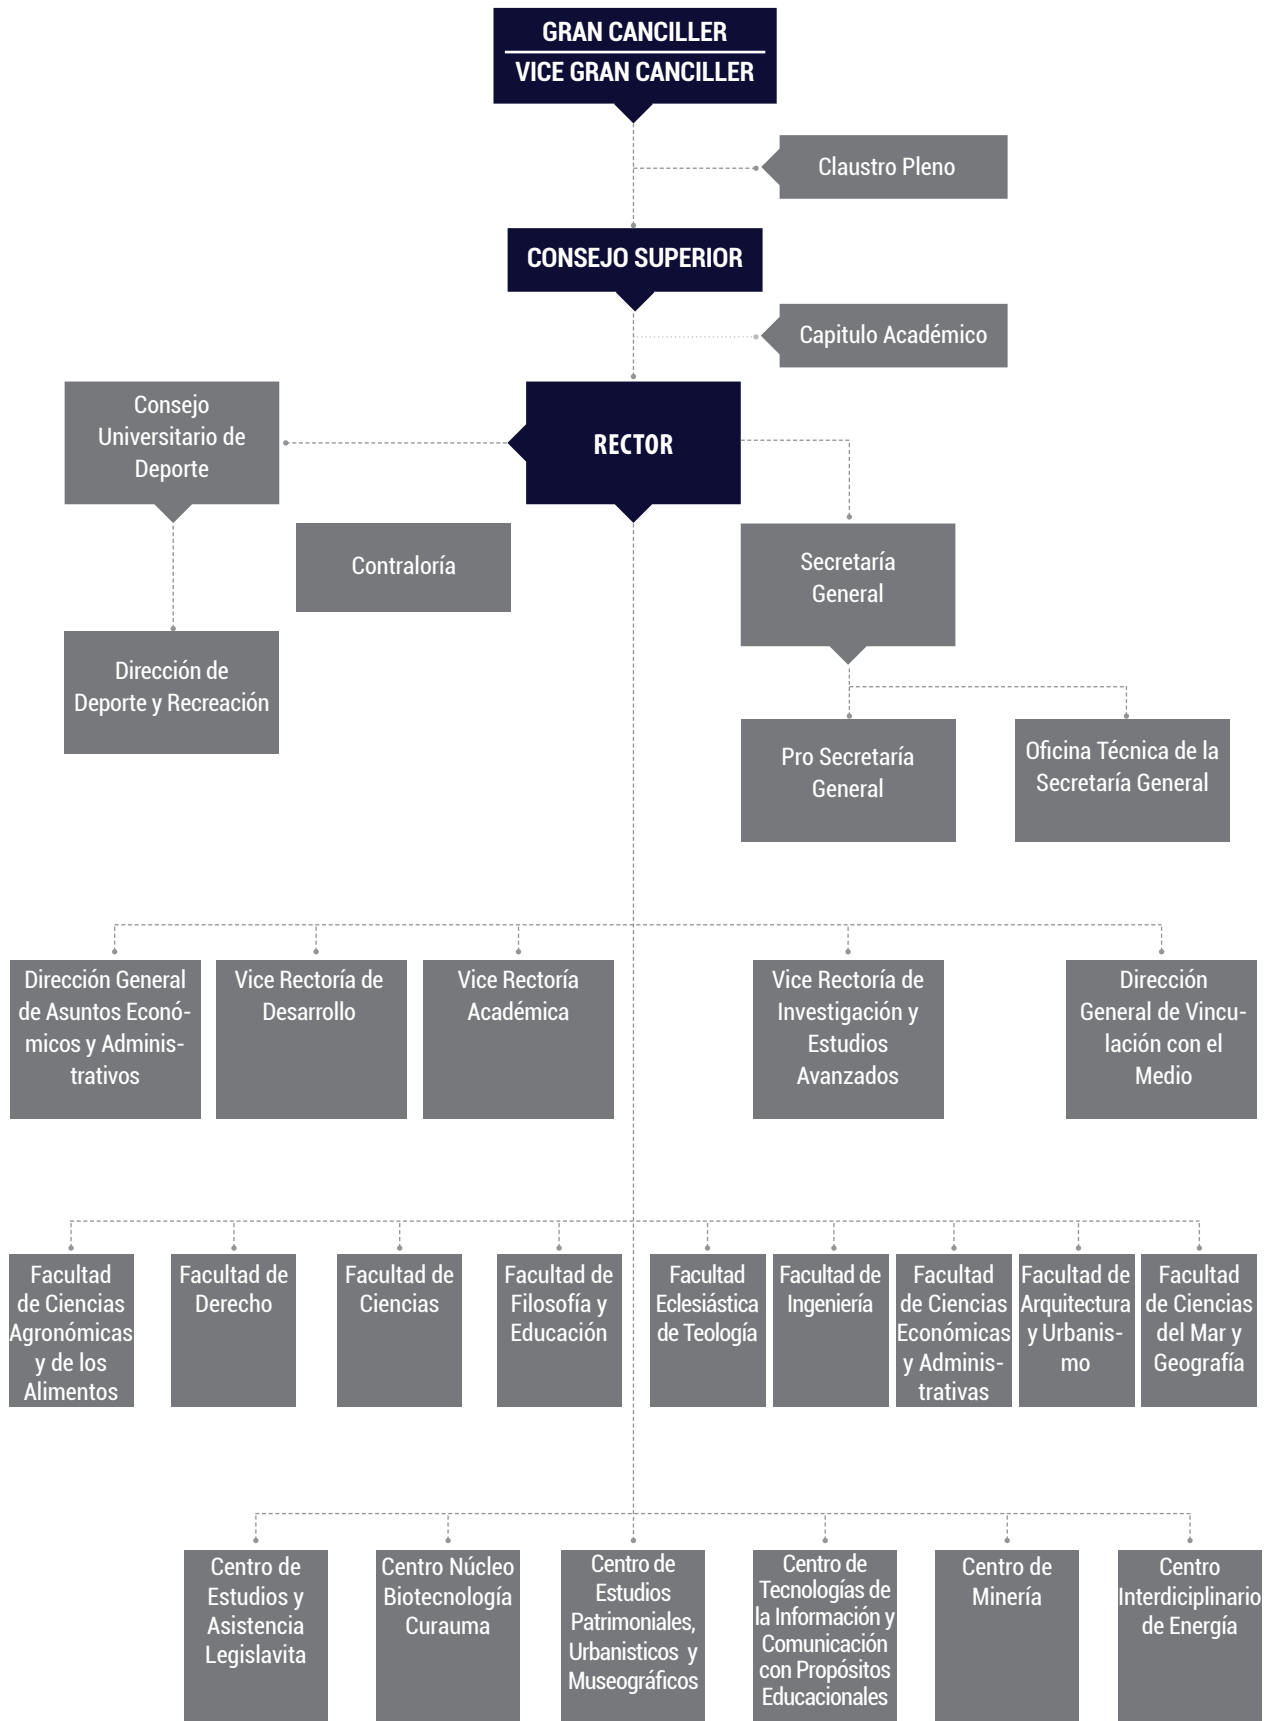 GRAN CANCILLER
VICE GRAN CANCILLER
Claustro Pleno
CONSEJO SUPERIOR
Capitulo Académico
Consejo
Universitario de
Deporte
RECTOR
Contraloría
Secretaría
General
Dirección de
Deporte y Recreación
Pro Secretaría
General
Oficina Técnica de la
Secretaría General
Dirección General
de Asuntos Econó-
micos y Adminis-
trativos
Vice Rectoría de
Desarrollo
Vice Rectoría
Académica
Vice Rectoría de
Investigación y
Estudios
Avanzados
Dirección
General de Vincu-
lación con el
Medio
Facultad
de Ciencias
Agronómicas
y de los
Alimentos
Facultad de
Derecho
Facultad de
Ciencias
Facultad de
Filosofía y
Educación
Facultad
Eclesiástica
de Teología
Facultad de
Ingeniería
Facultad
de Ciencias
Económicas
y Adminis-
trativas
Facultad de
Arquitectura
y Urbanis-
mo
Facultad
de Ciencias
del Mar y
Geografía
Centro de
Estudios y
Asistencia
Legislavita
Centro Núcleo
Biotecnología
Curauma
Centro de
Estudios
Patrimoniales,
Urbanisticos y
Museográficos
Centro de
Tecnologías de
la Información y
Comunicación
con Propósitos
Educacionales
Centro de
Minería
Centro
Interdiciplinario
de Energía